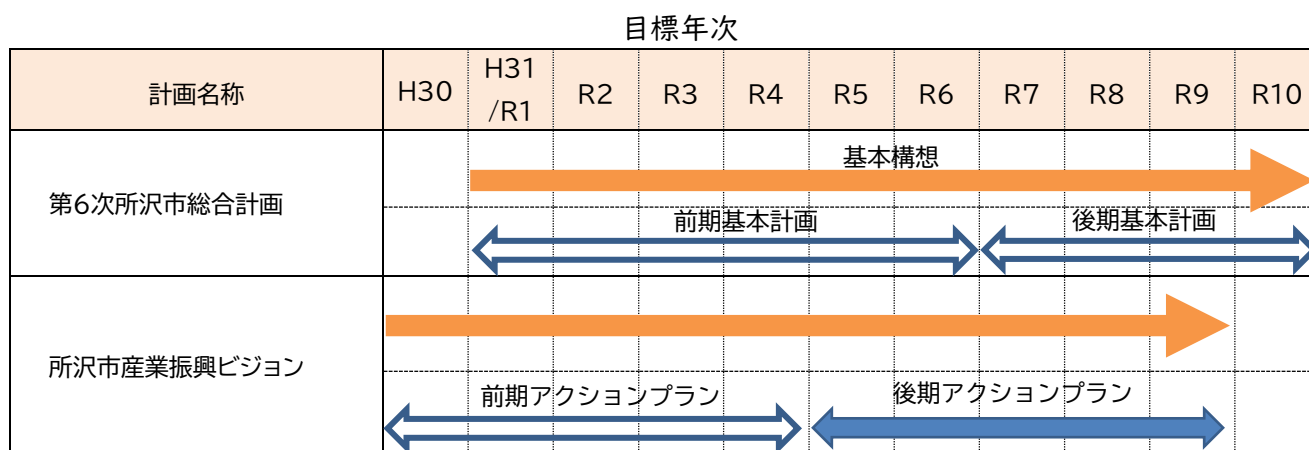 目標年次
計画名称 H30 H31/R1 R2 R3 R4 R5 R6 R7 R8 R9 R10
基本構想
第6次所沢市総合計画
前期基本計画 後期基本計画
所沢市産業振興ビジョン
前期アクションプラン 後期アクションプラン